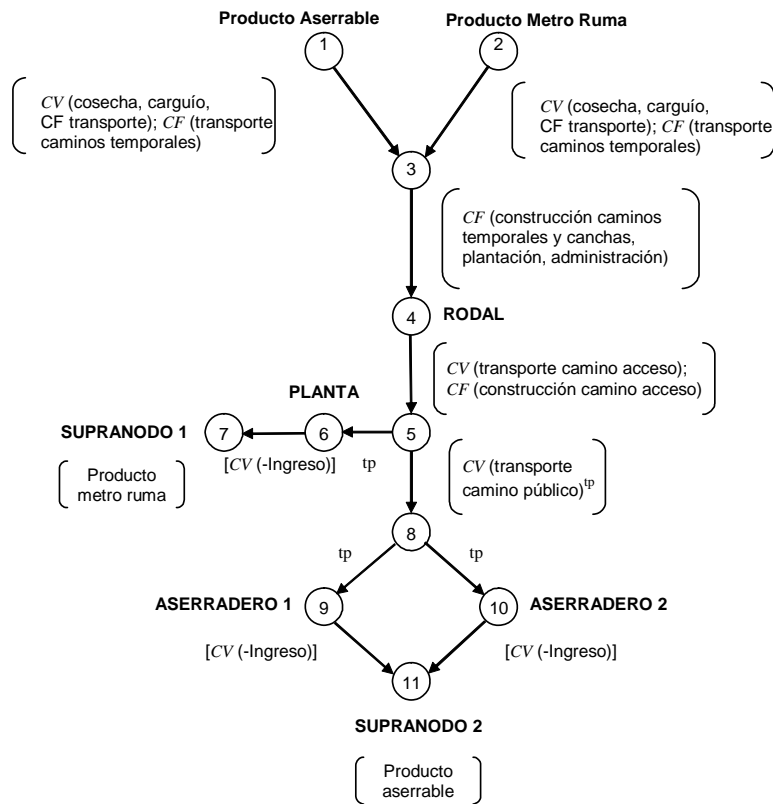 Producto Aserrable
Producto Metro Ruma
1
2
CV (cosecha, carguío,
CF transporte); CF (transporte
caminos temporales)
CV (cosecha, carguío,
CF transporte); CF (transporte
caminos temporales)
3
CF (construcción caminos
temporales y canchas,
plantación, administración)
4
RODAL
CV (transporte camino acceso);
CF (construcción camino acceso)
PLANTA
SUPRANODO 1
7
6
5
[CV (-Ingreso)]
tp
Producto
metro ruma
CV (transporte
camino público)tp
8
tp
tp
ASERRADERO 1
9
10
ASERRADERO 2
[CV (-Ingreso)]
[CV (-Ingreso)]
11
SUPRANODO 2
Producto
aserrable